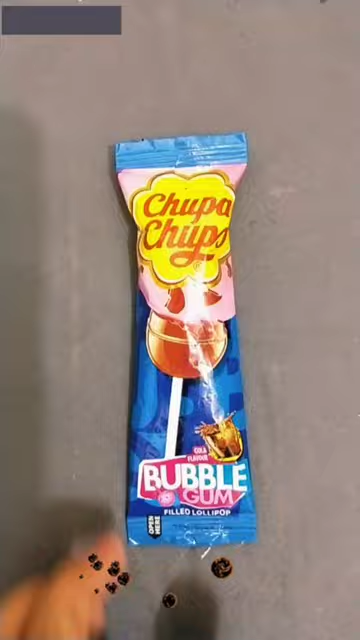 Chupa
Chups
COLA
FLAVOUR
BUBBLE
GUM
FILLED LOLLIPOP
OPEN
HERE